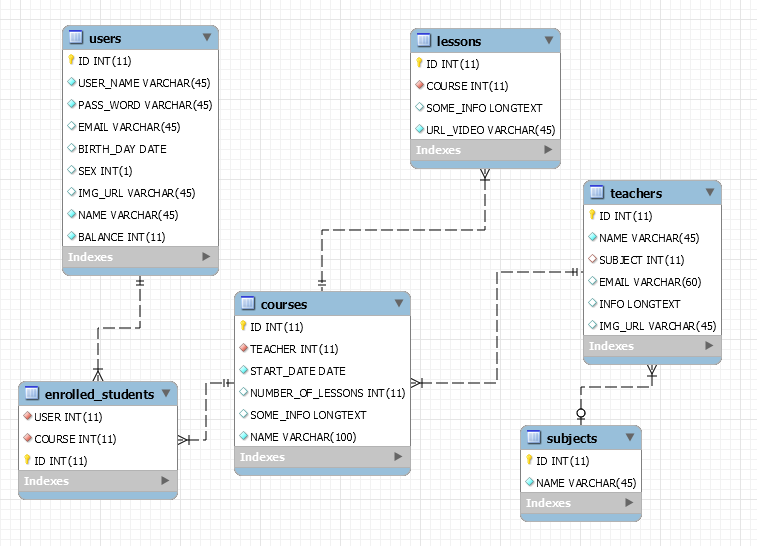 users
ID INT(11)
USER_NAME VARCHAR(45)
PASS_WORD VARCHAR(45)
EMAIL VARCHAR(45)
BIRTH_DAY DATE
SEX INT(1)
IMG_URL VARCHAR(45)
NAME VARCHAR(45)
BALANCE INT(11)
Indexes
lessons
ID INT(11)
COURSE INT(11)
SOME_INFO LONGTEXT
URL_VIDEO VARCHAR(45)
Indexes
teachers
ID INT(11)
NAME VARCHAR(45)
SUBJECT INT(11)
EMAIL VARCHAR(60)
INFO LONGTEXT
IMG_URL VARCHAR(45)
Indexes
courses
ID INT(11)
TEACHER INT(11)
START_DATE DATE
NUMBER_OF_LESSONS INT(11)
SOME_INFO LONGTEXT
NAME VARCHAR(100)
Indexes
enrolled_students
USER INT(11)
COURSE INT(11)
ID INT(11)
Indexes
subjects
ID INT(11)
NAME VARCHAR(45)
Indexes